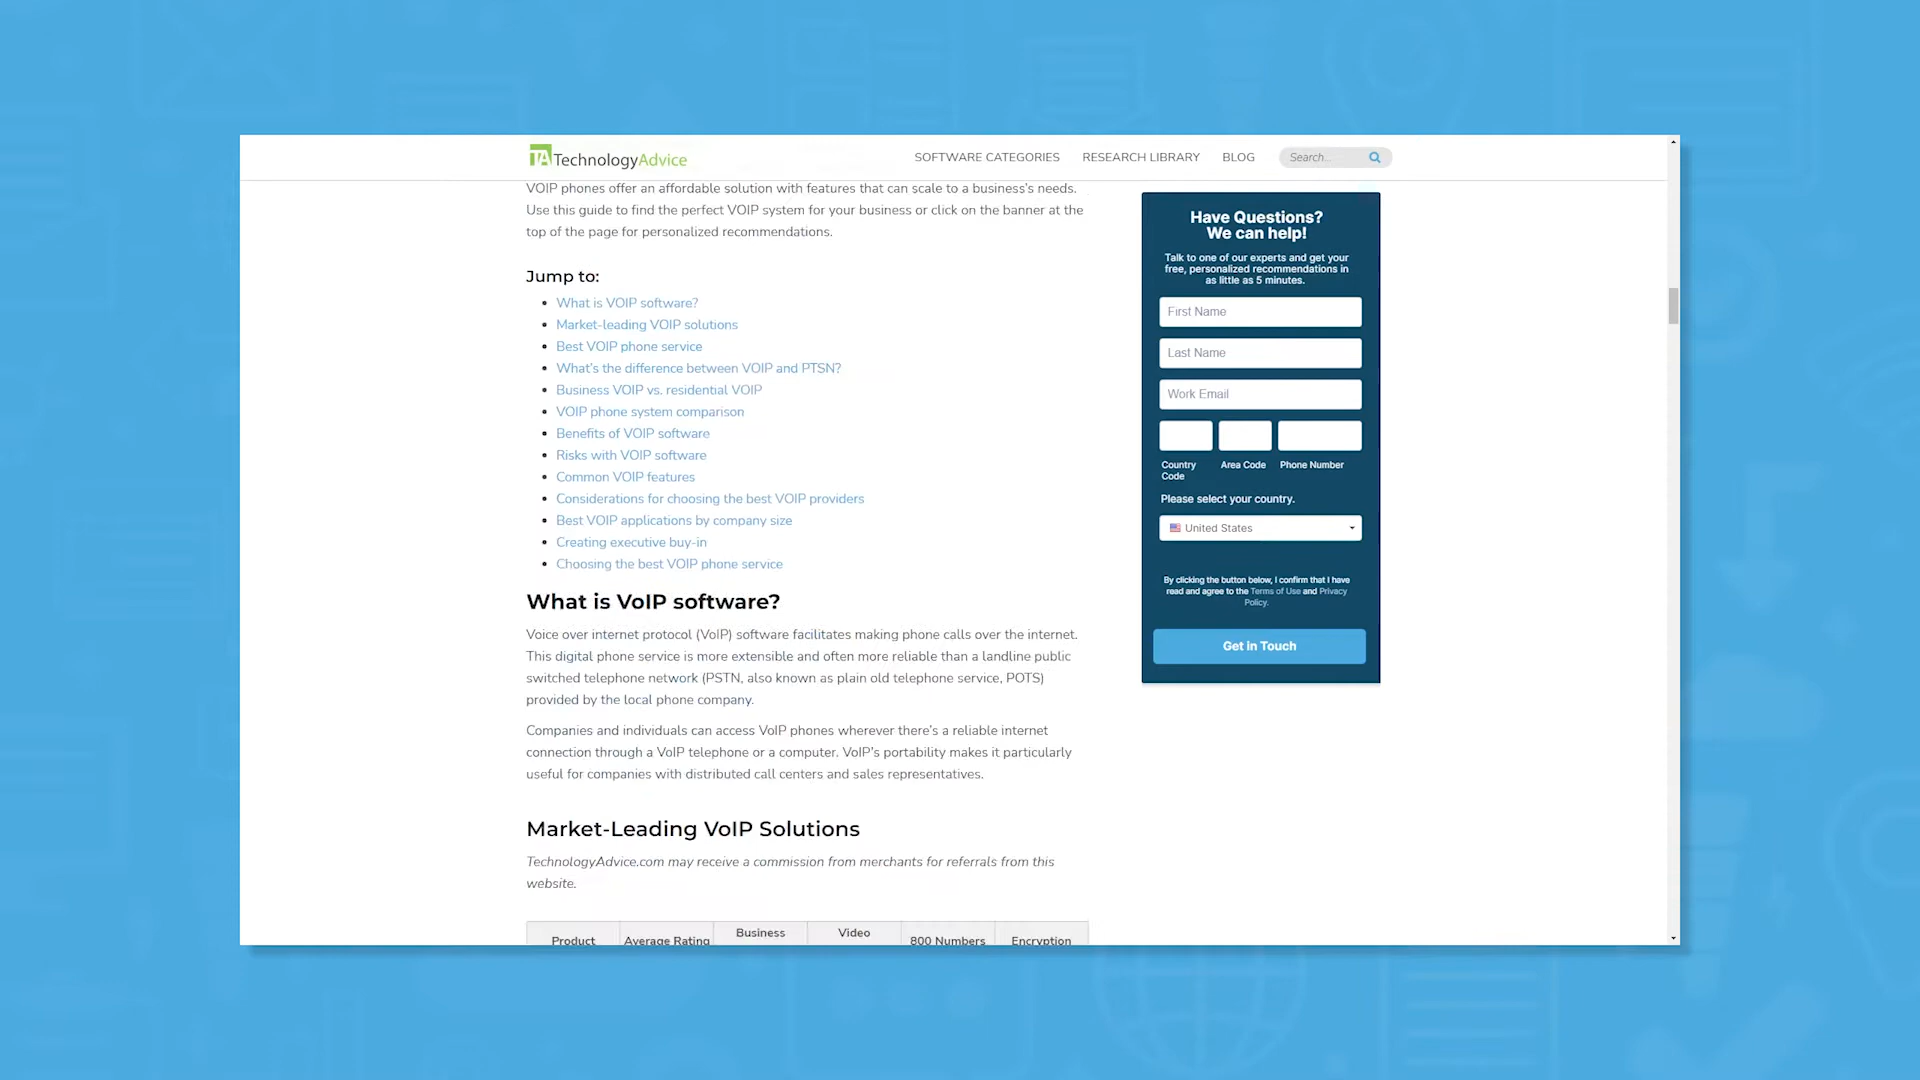 TA TechnologyAdvice
SOFTWARE CATEGORIES RESEARCH LIBRARY BLOG Search...
VOIP phones offer an affordable solution with features that can scale to a business's needs.
Use this guide to find the perfect VOIP system for your business or click on the banner at the
top of the page for personalized recommendations.
Jump to:
What is VOIP software?
Market-leading VOIP solutions
Best VOIP phone service
What's the difference between VOIP and PTSN?
Business VOIP vs. residential VOIP
VOIP phone system comparison
Benefits of VOIP software
Risks with VOIP software
Common VOIP features
Considerations for choosing the best VOIP providers
Best VOIP applications by company size
Creating executive buy-in
Choosing the best VOIP phone service
What is VoIP software?
Voice over internet protocol (VoIP) software facilitates making phone calls over the internet.
This digital phone service is more extensible and often more reliable than a landline public
switched telephone network (PSTN, also known as plain old telephone service, POTS)
provided by the local phone company.
Companies and individuals can access VoIP phones wherever there's a reliable internet
connection through a VoIP telephone or a computer. VoIP's portability makes it particularly
useful for companies with distributed call centers and sales representatives.
Market-Leading VoIP Solutions
TechnologyAdvice.com may receive a commission from merchants for referrals from this
website.
Product Average Rating Business Video 800 Numbers Encryption
Have Questions?
We can help!
Talk to one of our experts and get your
free, personalized recommendations in
as little as 5 minutes.
First Name
Last Name
Work Email
Country
Code
Area Code
Phone Number
Please select your country.
United States
By clicking the button below, I confirm that I have
read and agree to the Terms of Use and Privacy
Policy.
Get in Touch